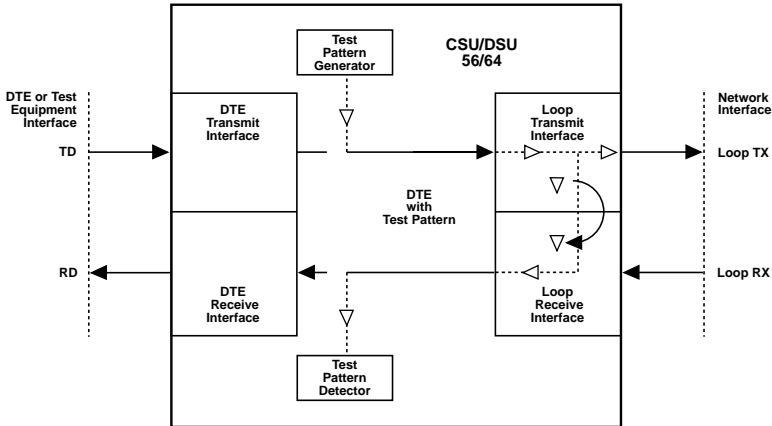 Test
Pattern
Generator
CSU/DSU
56/64
DTE or Test
Equipment
Interface
DTE
Transmit
Interface
Loop
Transmit
Interface
Network
Interface
TD
Loop TX
DTE
with
Test Pattern
RD
DTE
Receive
Interface
Loop
Receive
Interface
Loop RX
Test
Pattern
Detector